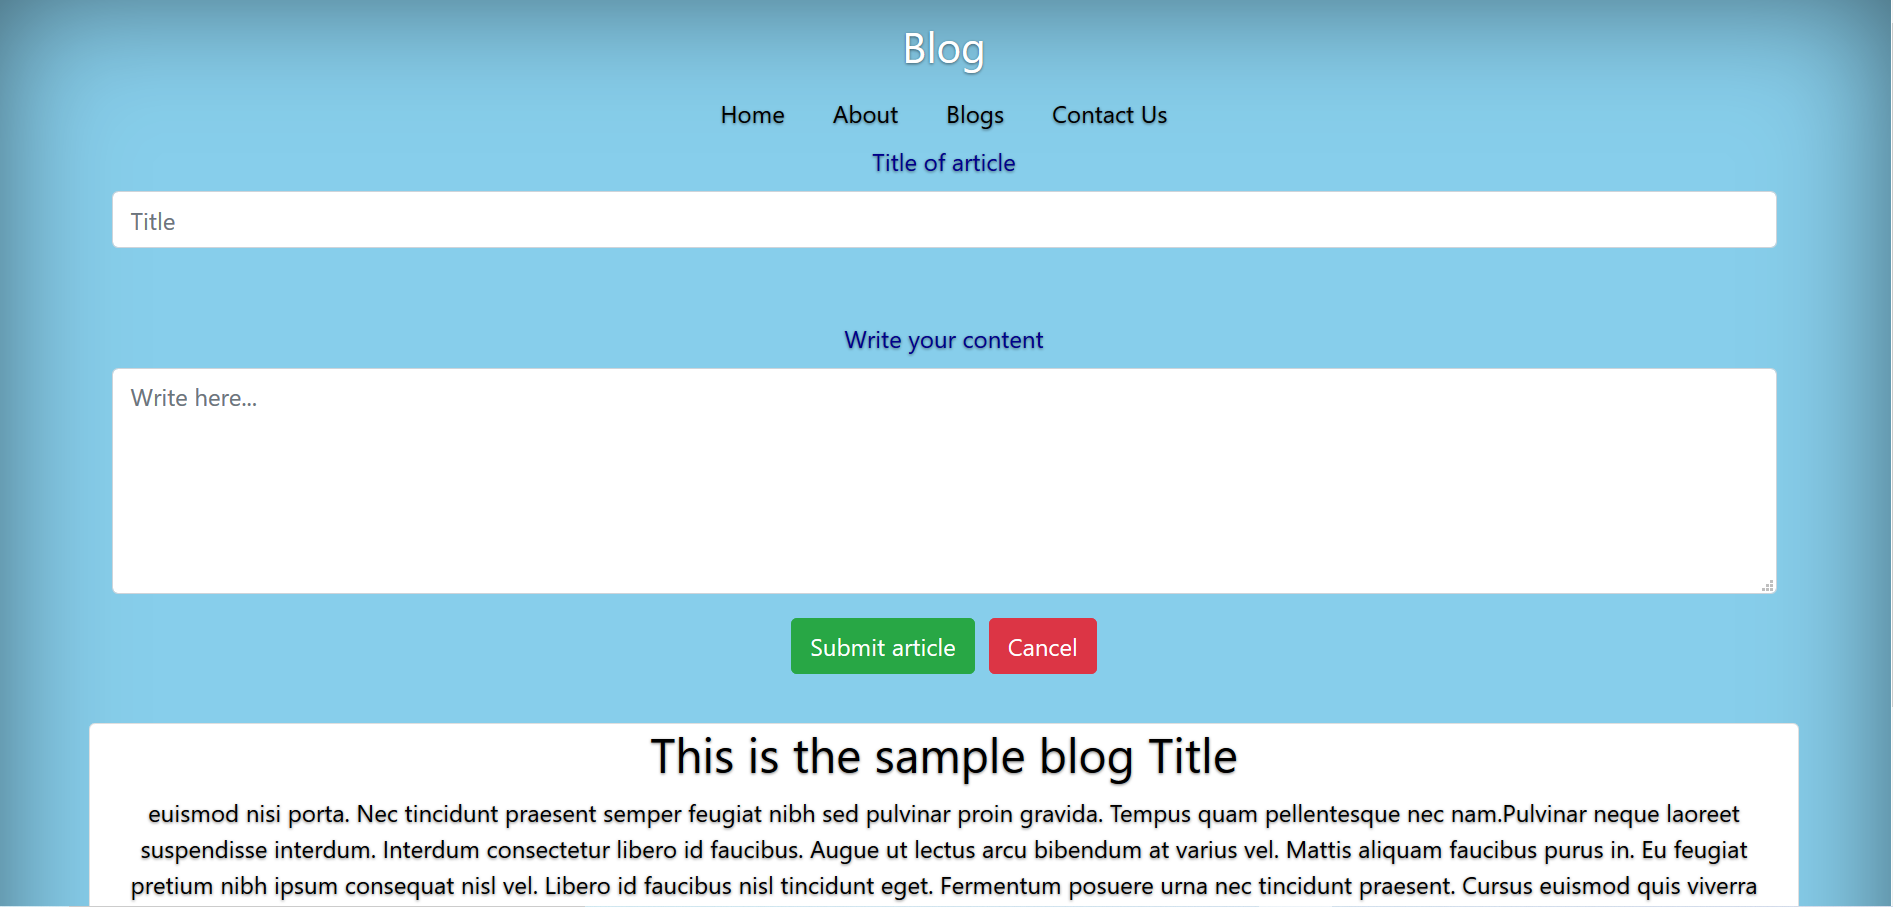 Blog
Home About Blogs Contact Us
Title of article
Title
Write your content
Write here...
Submit article Cancel
This is the sample blog Title
euismod nisi porta. Nec tincidunt praesent semper feugiat nibh sed pulvinar proin gravida. Tempus quam pellentesque nec nam.Pulvinar neque laoreet
suspendisse interdum. Interdum consectetur libero id faucibus. Augue ut lectus arcu bibendum at varius vel. Mattis aliquam faucibus purus in. Eu feugiat
pretium nibh ipsum consequat nisl vel. Libero id faucibus nisl tincidunt eget. Fermentum posuere urna nec tincidunt praesent. Cursus euismod quis viverra